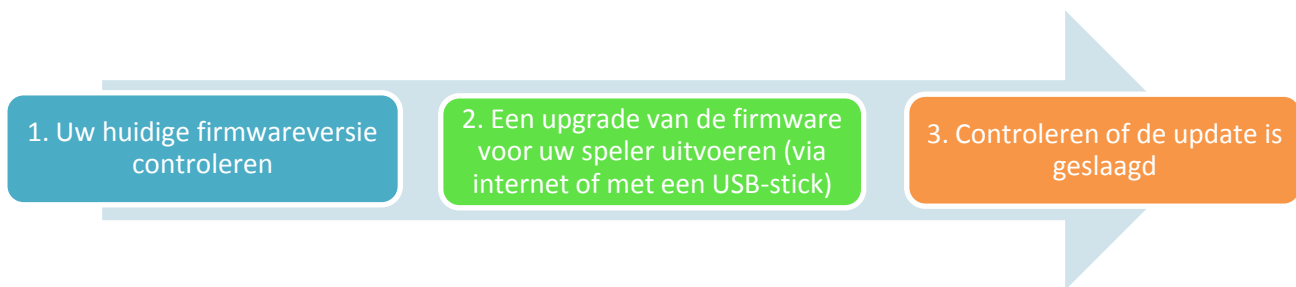 1. Uw huidige firmwareversie
controleren
2. Een upgrade van de firmware
voor uw speler uitvoeren (via
internet of met een USB-stick)
3. Controleren of de update is
geslaagd